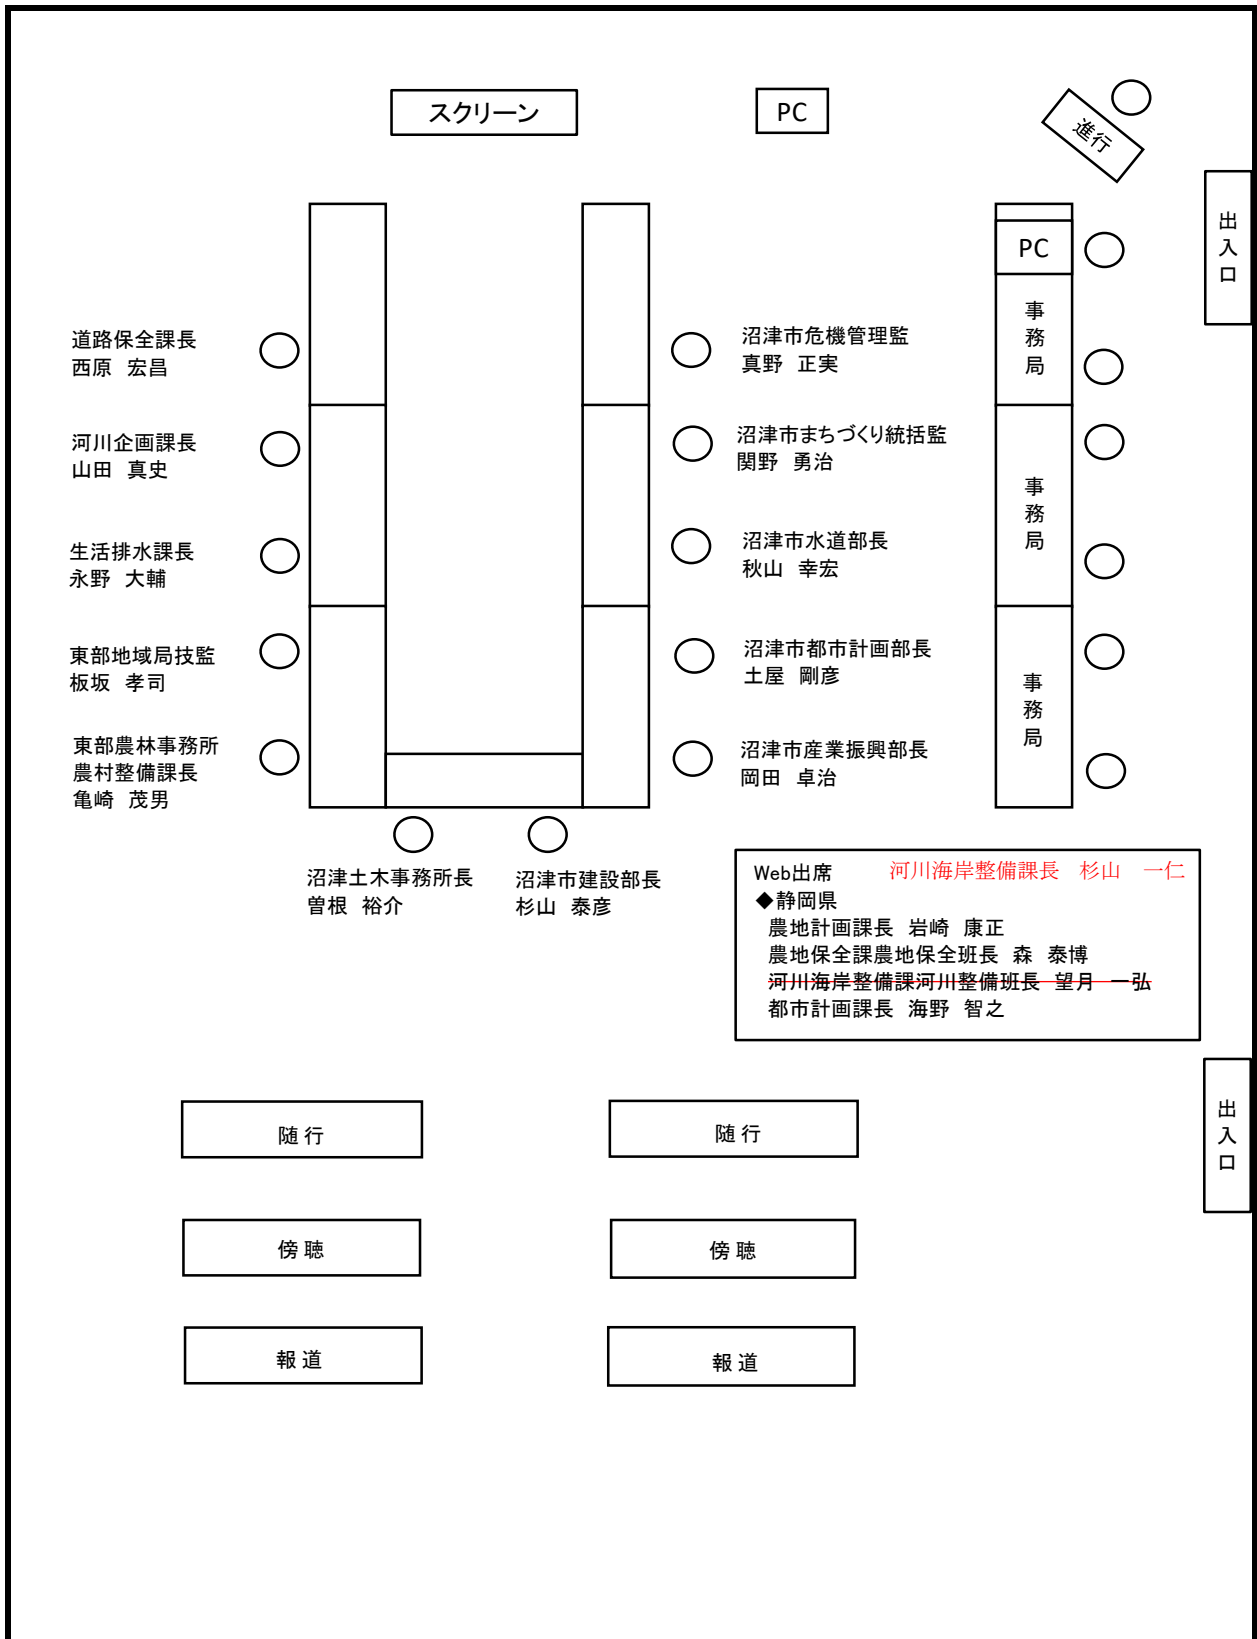 スクリーン
PC
進行
出入口
PC
事務局
事務局
事務局
道路保全課長
西原 宏昌
河川企画課長
山田 真史
生活排水課長
永野 大輔
東部地域局技監
板坂 孝司
東部農林事務所
農村整備課長
亀崎 茂男
沼津市危機管理監
真野 正実
沼津市まちづくり統括監
関野 勇治
沼津市水道部長
秋山 幸宏
沼津市都市計画部長
土屋 剛彦
沼津市産業振興部長
岡田 卓治
沼津土木事務所長
曽根 裕介
沼津市建設部長
杉山 泰彦
Web出席 河川海岸整備課長 杉山 一仁
◆静岡県
農地計画課長 岩崎 康正
農地保全課農地保全班長 森 泰博
河川海岸整備課河川整備班長 望月 一弘
都市計画課長 海野 智之
出入口
随行
随行
傍聴
傍聴
報道
報道